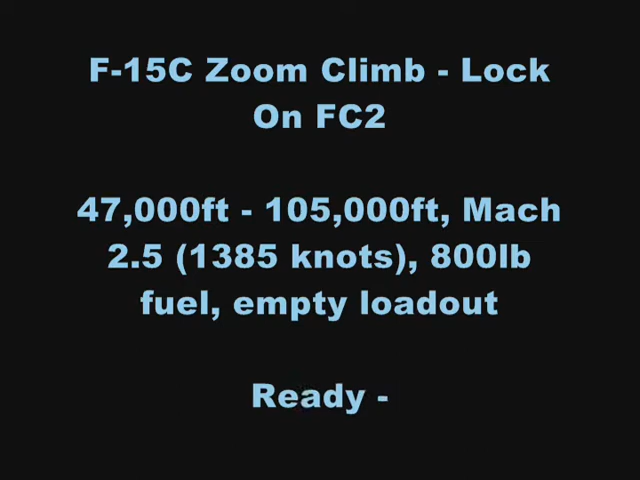 F-15C Zoom Climb - Lock
On FC2
47,000ft - 105,000ft, Mach
2.5 (1385 knots), 800lb
fuel, empty loadout
Ready -